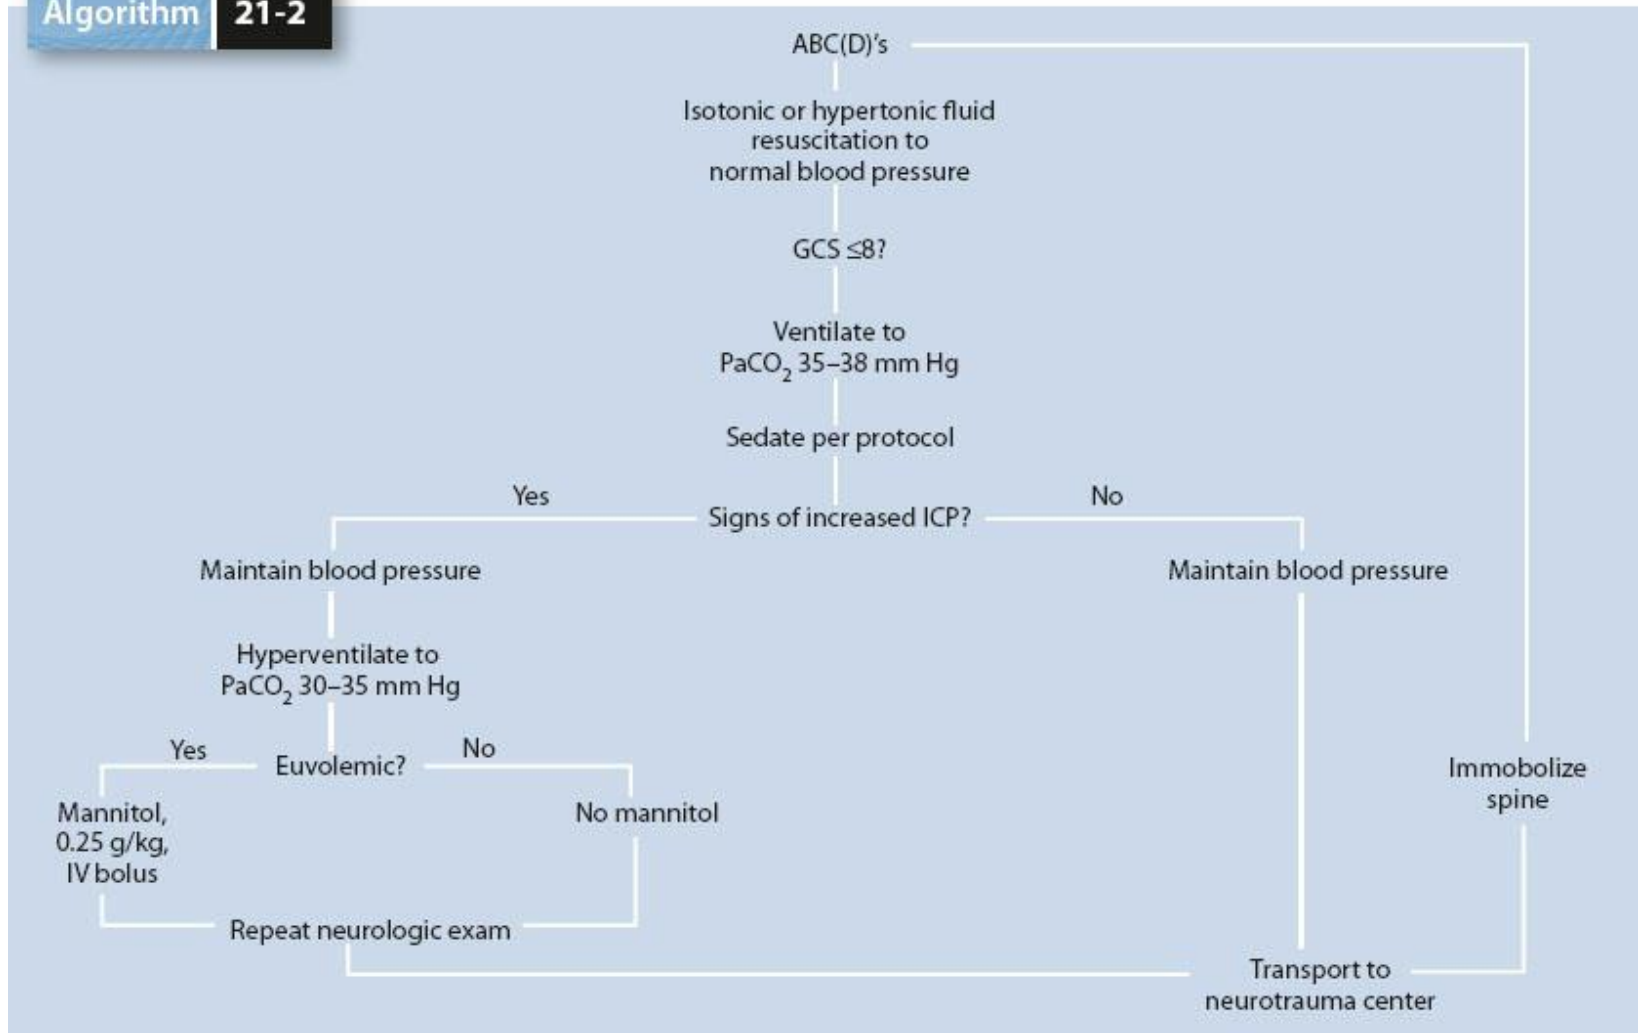 Algorithm 21-2
ABC(D)'s
Isotonic or hypertonic fluid
resuscitation to
normal blood pressure
GCS ≤8?
Ventilate to
PaCO₂ 35–38 mm Hg
Sedate per protocol
Yes
No
Signs of increased ICP?
Maintain blood pressure
Maintain blood pressure
Hyperventilate to
PaCO₂ 30–35 mm Hg
Yes
No
Euvolemic?
Immobolize
spine
Mannitol,
0.25 g/kg,
IV bolus
No mannitol
Repeat neurologic exam
Transport to
neurotrauma center